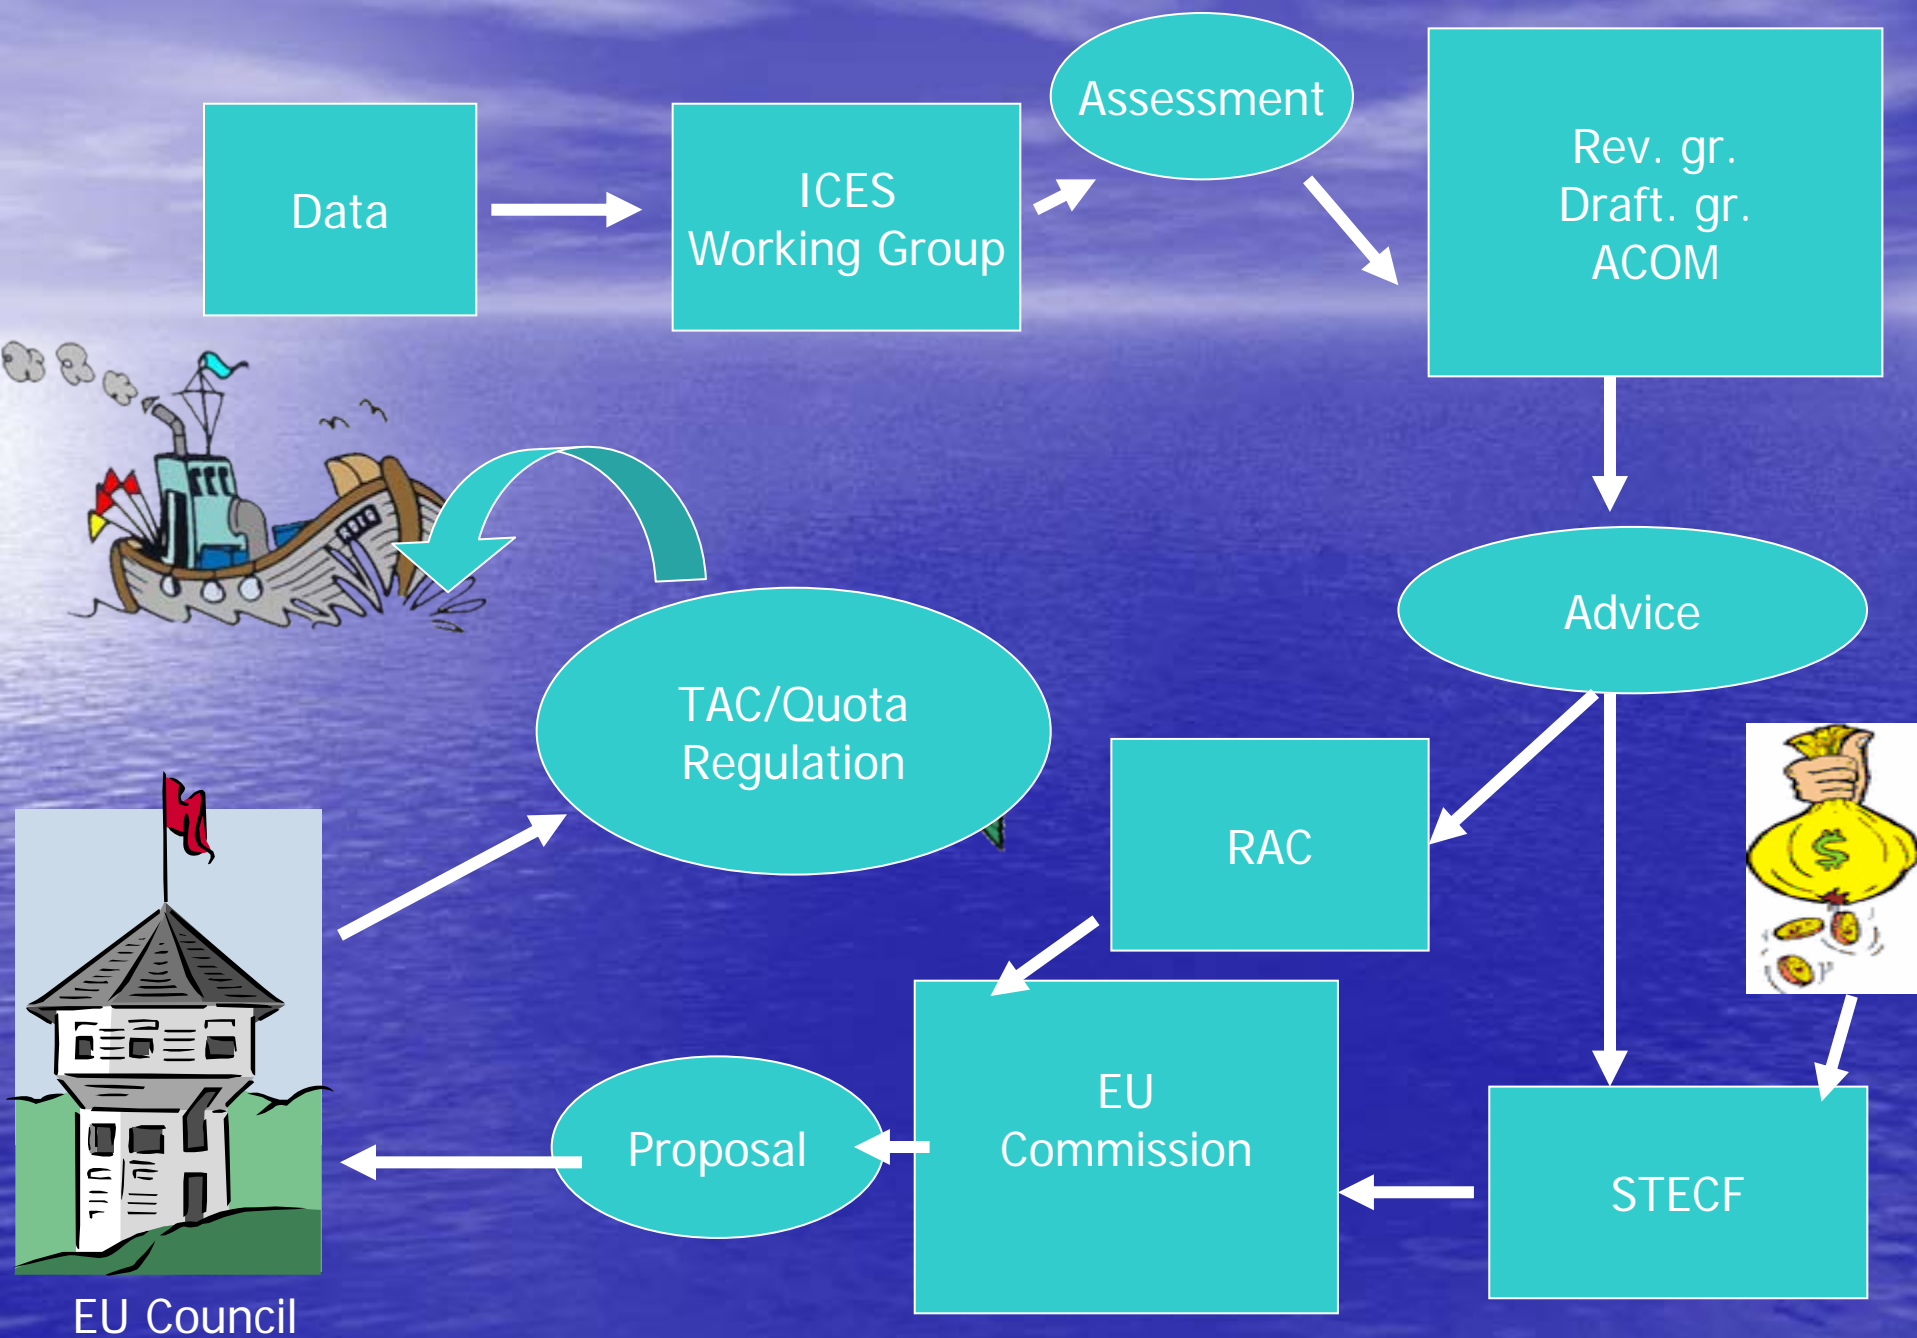 Data
ICES
Working Group
Assessment
Rev. gr.
Draft. gr.
ACOM
Advice
TAC/Quota
Regulation
RAC
$
EU
Commission
Proposal
STECF
EU Council